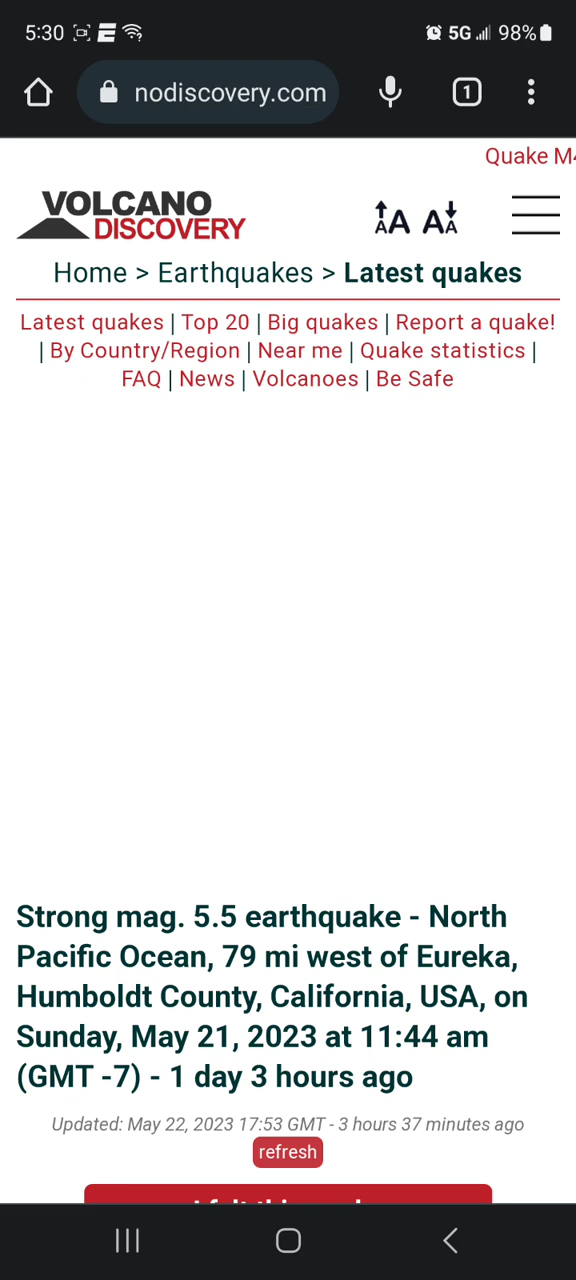 5:30 5G 98%
nodiscovery.com 1
Quake M4
VOLCANO
DISCOVERY
AA AA
Home > Earthquakes > Latest quakes
Latest quakes | Top 20 | Big quakes | Report a quake!
| By Country/Region | Near me | Quake statistics |
FAQ | News | Volcanoes | Be Safe
Strong mag. 5.5 earthquake - North
Pacific Ocean, 79 mi west of Eureka,
Humboldt County, California, USA, on
Sunday, May 21, 2023 at 11:44 am
(GMT -7) - 1 day 3 hours ago
Updated: May 22, 2023 17:53 GMT - 3 hours 37 minutes ago
refresh